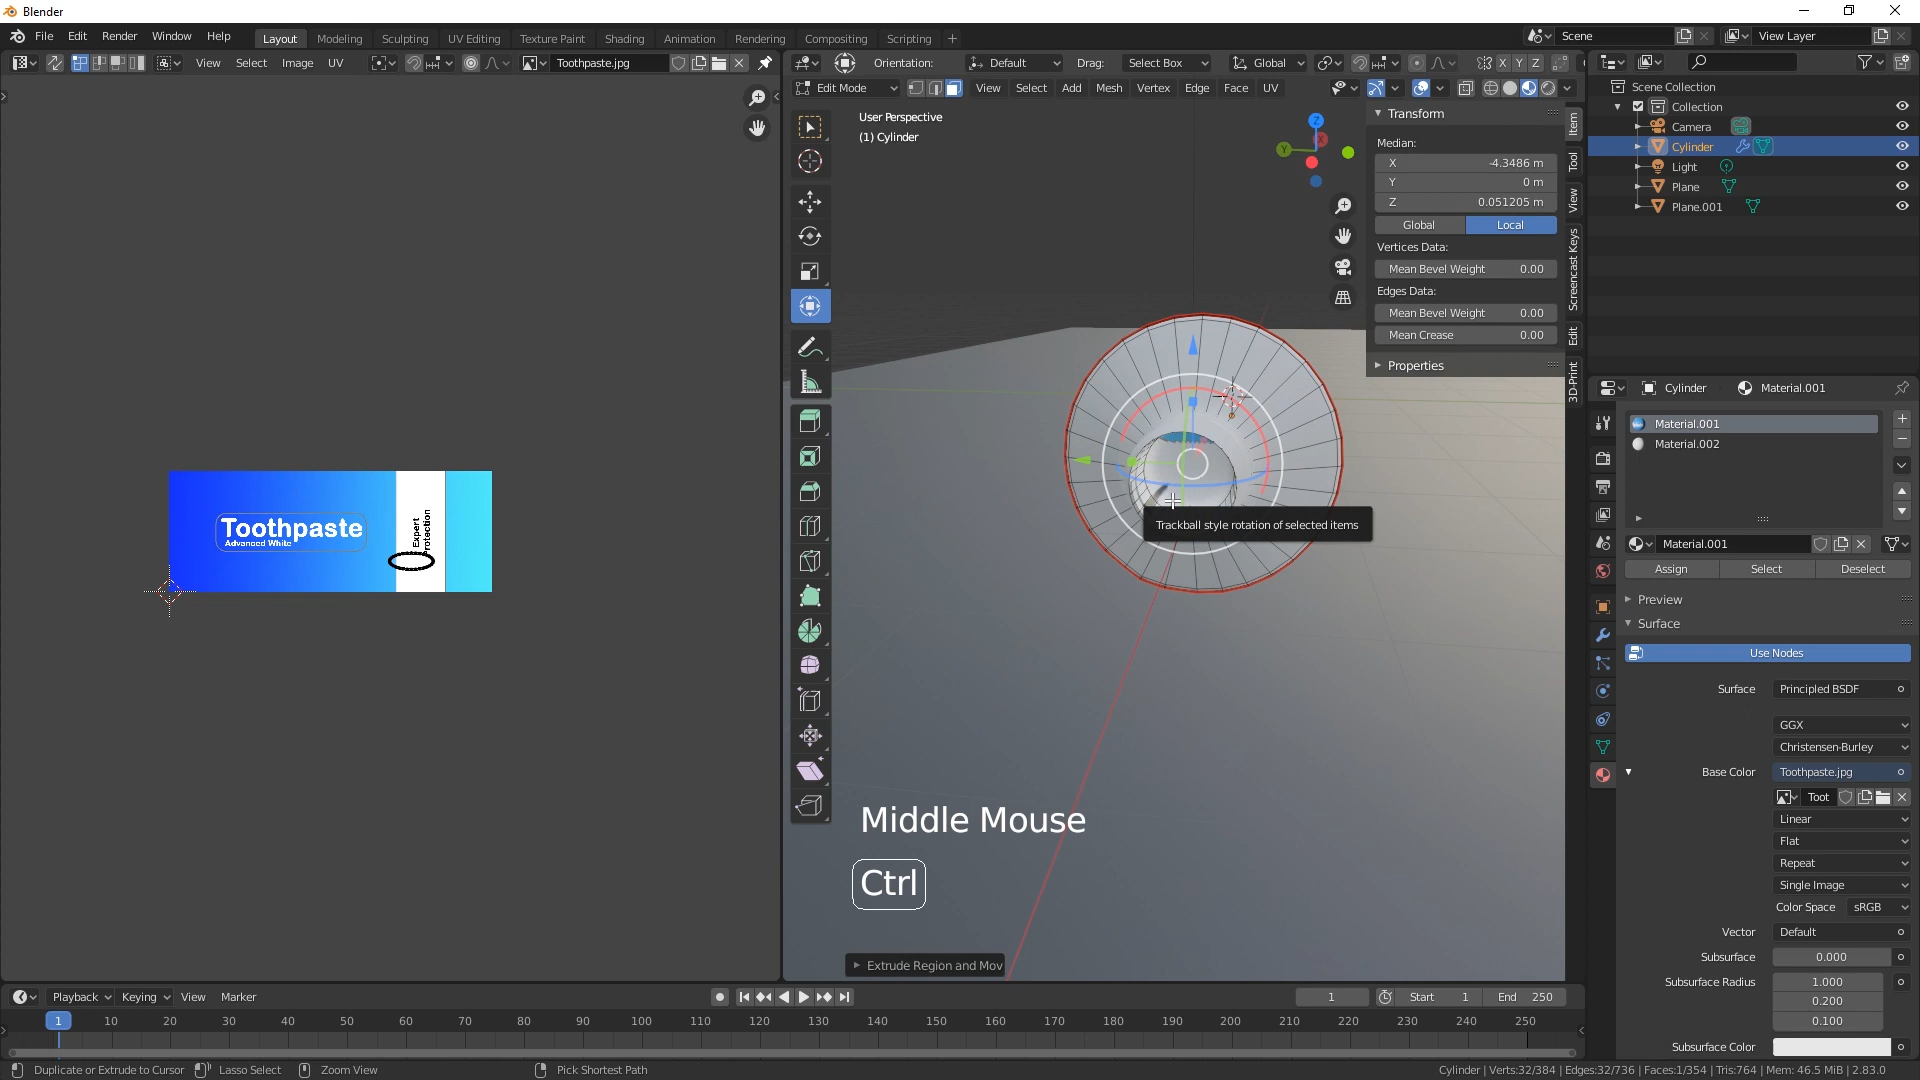 Blender
File Edit Render Window Help
Layout Modeling Sculpting UV Editing Texture Paint Shading Animation Rendering Compositing Scripting +
Scene
View Layer
View Select Image UV
Toothpaste.jpg
Orientation: Default Drag: Select Box Global
X Y Z
Edit Mode View Select Add Mesh Vertex Edge Face UV
User Perspective
(1) Cylinder
Z
X
Y
Transform
Median:
X -4.3486 m
Y 0 m
Z 0.051205 m
Global Local
Vertices Data:
Mean Bevel Weight 0.00
Edges Data:
Mean Bevel Weight 0.00
Mean Crease 0.00
Properties
Item
Tool
View
Screencast Keys
Edit
3D-Print
Scene Collection
Collection
Camera
Cylinder
Light
Plane
Plane.001
Cylinder Material.001
Material.001
Material.002
Material.001
Assign Select Deselect
Preview
Surface
Use Nodes
Surface Principled BSDF
GGX
Christensen-Burley
Base Color Toothpaste.jpg
Toot
Linear
Flat
Repeat
Single Image
Color Space sRGB
Vector Default
Subsurface 0.000
Subsurface Radius 1.000
0.200
0.100
Subsurface Color
Toothpaste
Advanced White
Expert
Protection
Trackball style rotation of selected items
Middle Mouse
Ctrl
Extrude Region and Mov
Playback Keying View Marker
1 Start 1 End 250
1 10 20 30 40 50 60 70 80 90 100 110 120 130 140 150 160 170 180 190 200 210 220 230 240 250
Duplicate or Extrude to Cursor Lasso Select Zoom View Pick Shortest Path
Cylinder | Verts:32/384 | Edges:32/736 | Faces:1/354 | Tris:764 | Mem: 46.5 MiB | 2.83.0